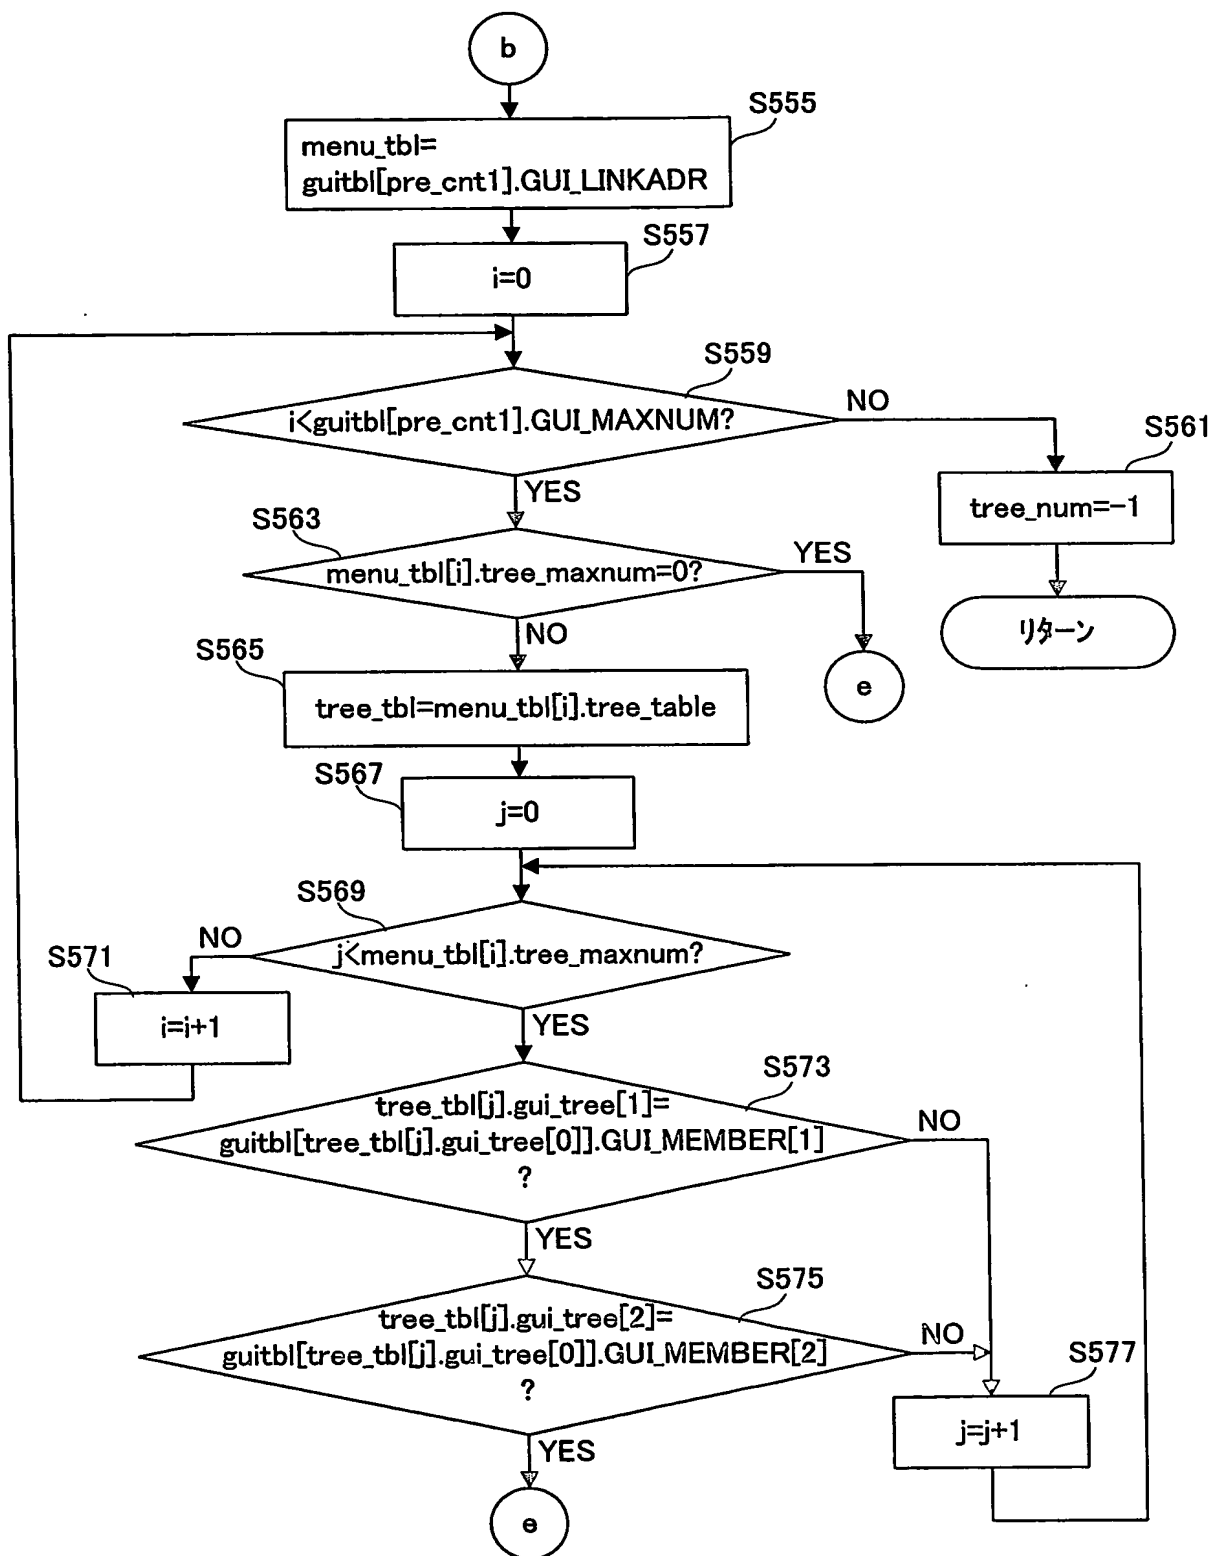 b
S555
menu_tbl=
guitbl[pre_cnt1].GUI_LINKADR
S557
i=0
S559
i<guitbl[pre_cnt1].GUI_MAXNUM?
NO
YES
S561
tree_num=-1
リターン
S563
menu_tbl[i].tree_maxnum=0?
YES
e
NO
S565
tree_tbl=menu_tbl[i].tree_table
S567
j=0
S569
j<menu_tbl[i].tree_maxnum?
NO
S571
i=i+1
YES
S573
tree_tbl[j].gui_tree[1]=
guitbl[tree_tbl[j].gui_tree[0]].GUI_MEMBER[1]
?
NO
YES
S575
tree_tbl[j].gui_tree[2]=
guitbl[tree_tbl[j].gui_tree[0]].GUI_MEMBER[2]
?
NO
S577
j=j+1
YES
e